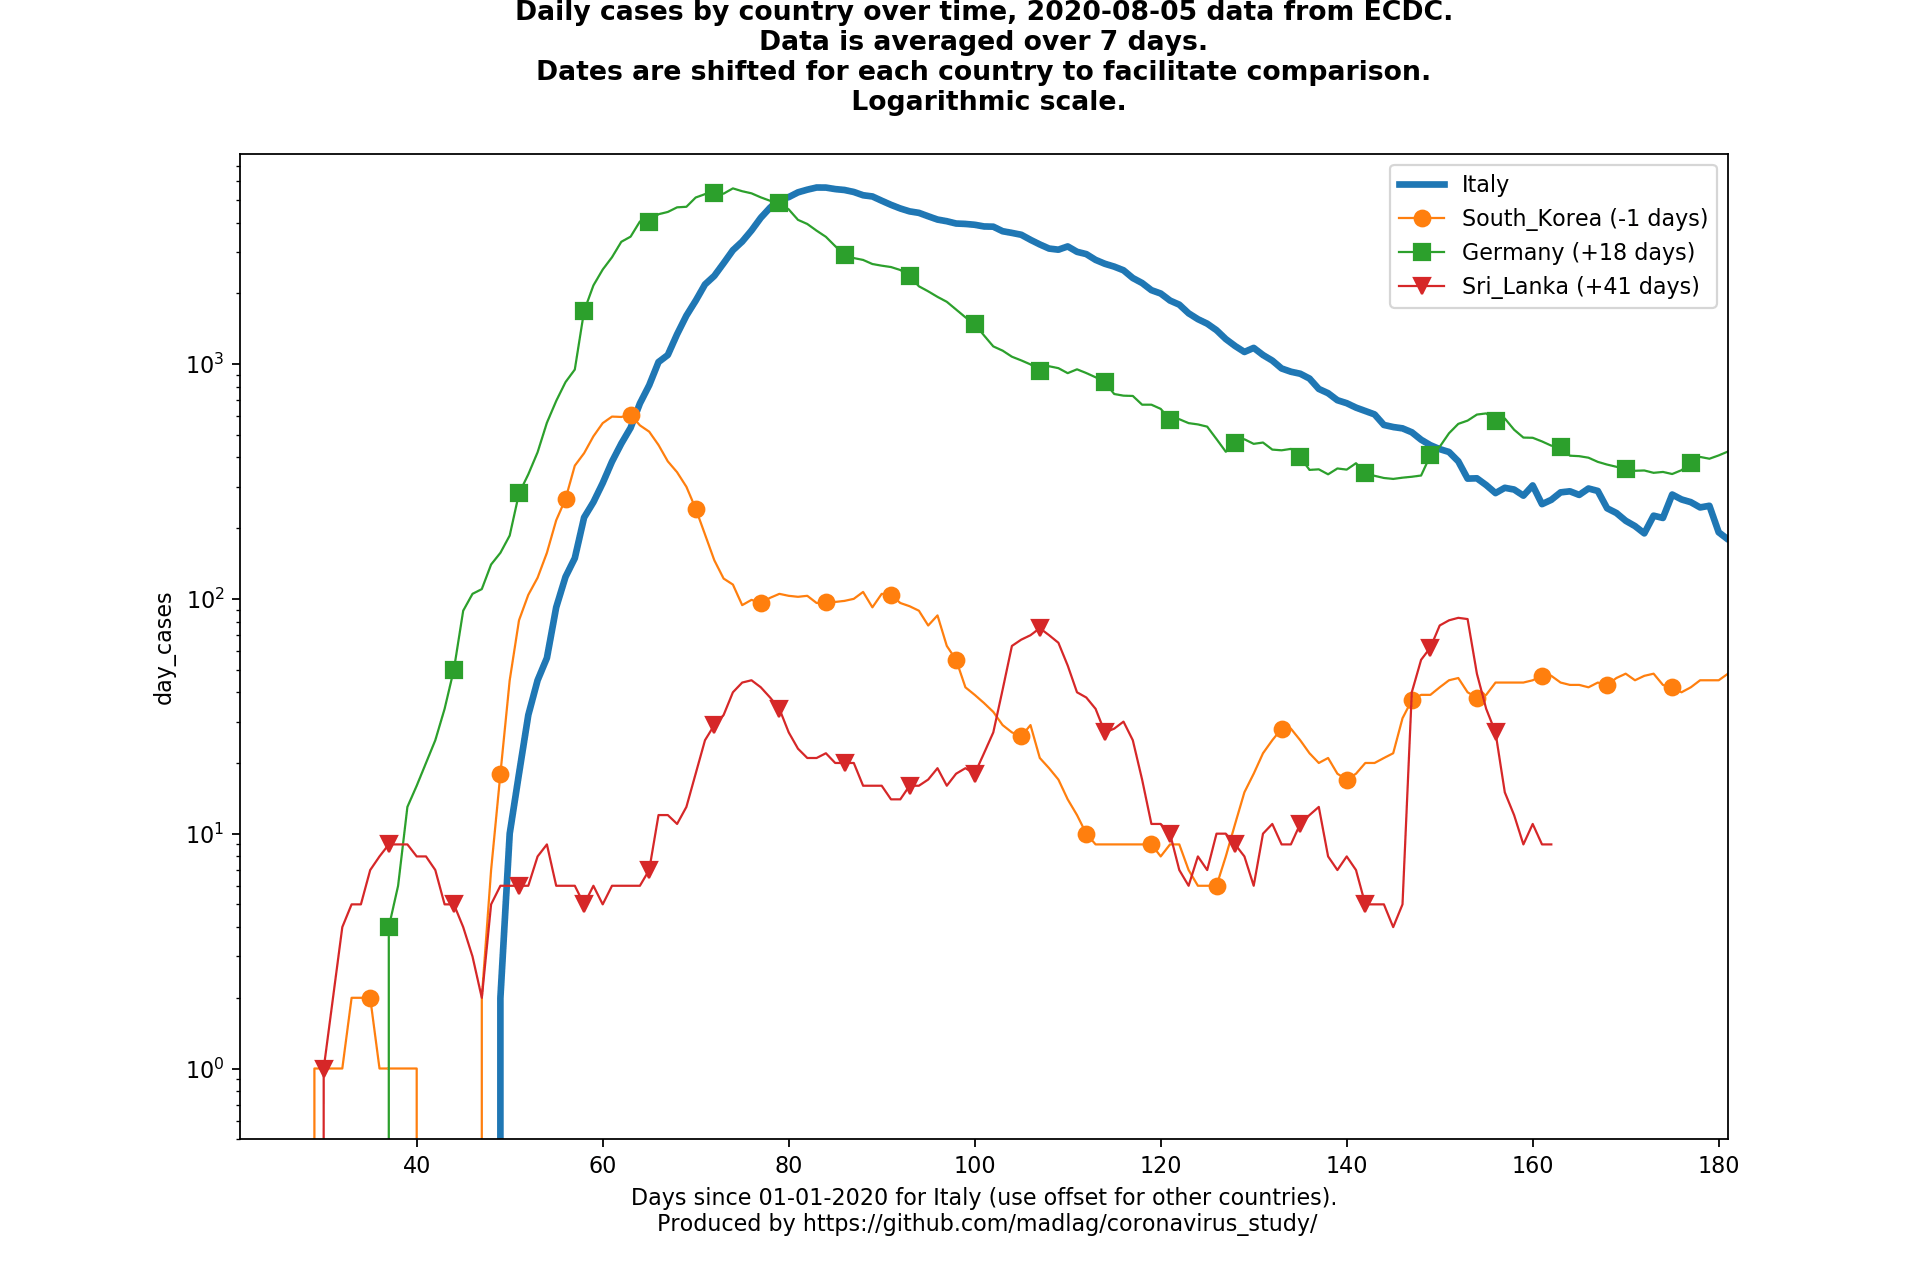 Daily cases by country over time, 2020-08-05 data from ECDC.
Data is averaged over 7 days.
Dates are shifted for each country to facilitate comparison.
Logarithmic scale.
Italy
South_Korea (-1 days)
Germany (+18 days)
Sri_Lanka (+41 days)
10³
10²
10¹
10⁰
day_cases
40 60 80 100 120 140 160 180
Days since 01-01-2020 for Italy (use offset for other countries).
Produced by https://github.com/madlag/coronavirus_study/